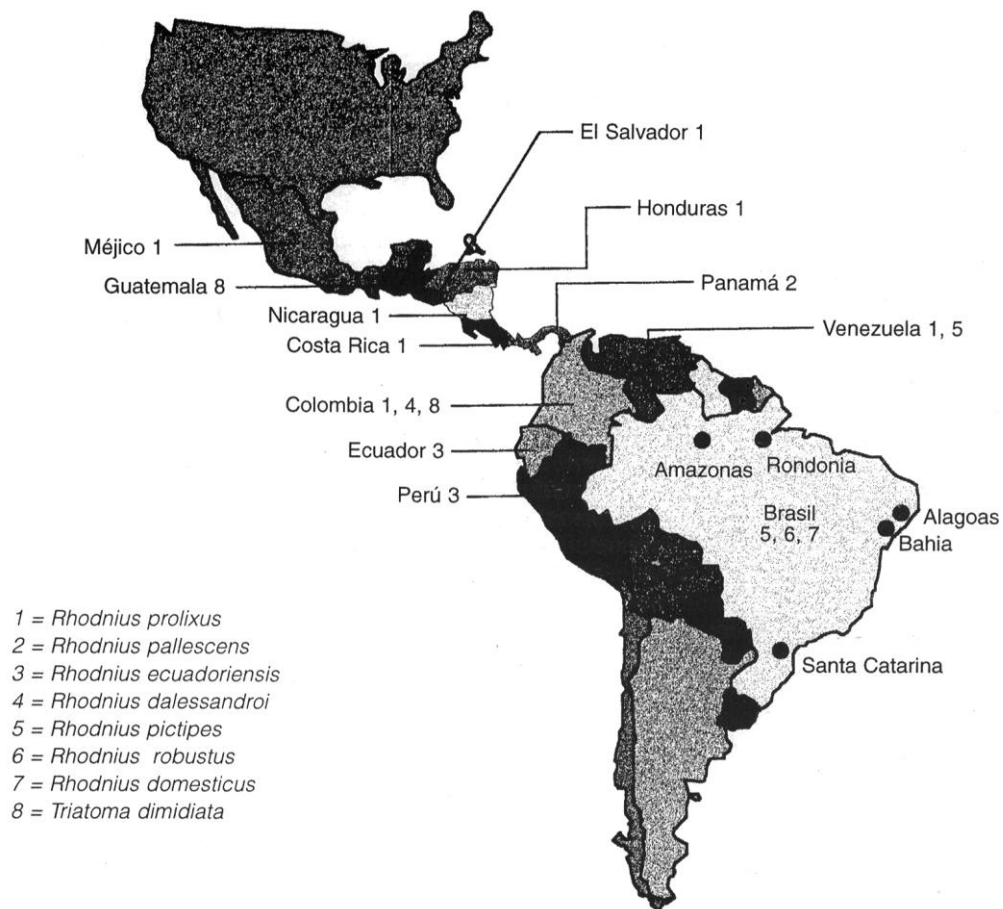 El Salvador 1
Honduras 1
Méjico 1
Guatemala 8
Panamá 2
Nicaragua 1
Venezuela 1, 5
Costa Rica 1
Colombia 1, 4, 8
Ecuador 3
Amazonas
Rondonia
Perú 3
Brasil
5, 6, 7
Alagoas
Bahia
1 = Rhodnius prolixus
2 = Rhodnius pallescens
3 = Rhodnius ecuadoriensis
4 = Rhodnius dalessandroi
5 = Rhodnius pictipes
6 = Rhodnius robustus
7 = Rhodnius domesticus
8 = Triatoma dimidiata
Santa Catarina